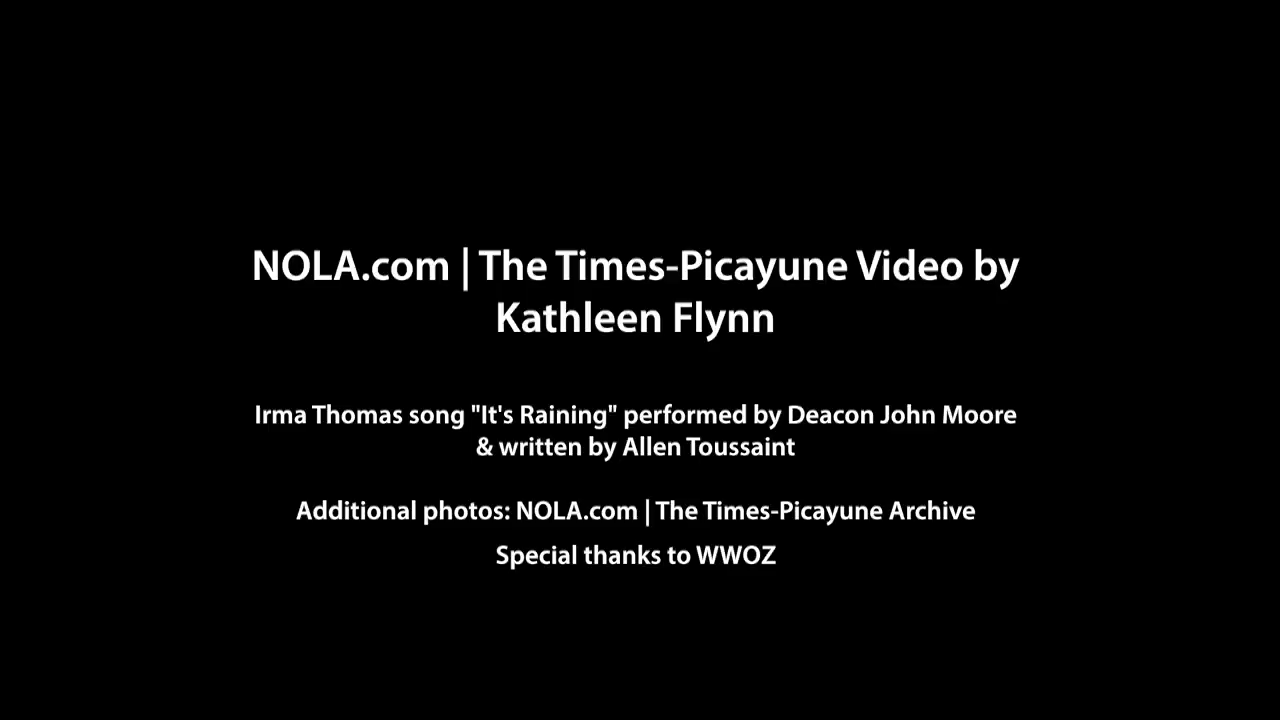 NOLA.com | The Times-Picayune Video by
Kathleen Flynn
Irma Thomas song "It's Raining" performed by Deacon John Moore
& written by Allen Toussaint
Additional photos: NOLA.com | The Times-Picayune Archive
Special thanks to WWOZ